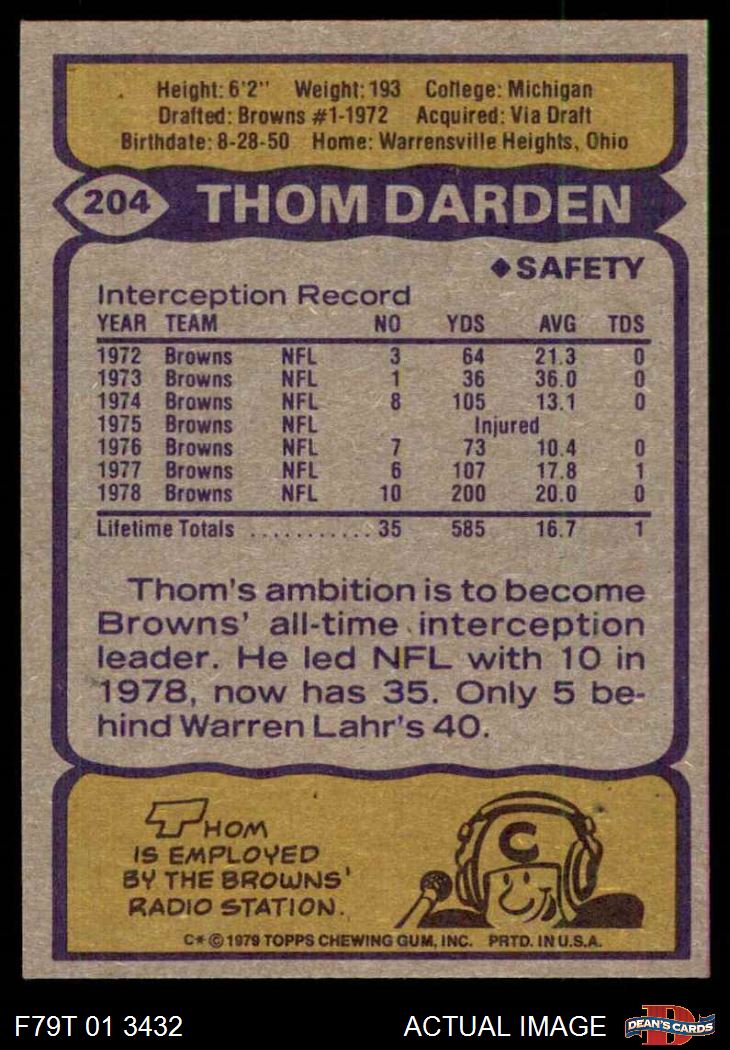 Height: 6'2" Weight: 193 College: Michigan
Drafted: Browns #1-1972 Acquired: Via Draft
Birthdate: 8-28-50 Home: Warrensville Heights, Ohio
204 THOM DARDEN
◆SAFETY
Interception Record
YEAR TEAM NO YDS AVG TDS
1972 Browns NFL 3 64 21.3 0
1973 Browns NFL 1 36 36.0 0
1974 Browns NFL 8 105 13.1 0
1975 Browns NFL Injured
1976 Browns NFL 7 73 10.4 0
1977 Browns NFL 6 107 17.8 1
1978 Browns NFL 10 200 20.0 0
Lifetime Totals ........... 35 585 16.7 1
Thom's ambition is to become
Browns' all-time interception
leader. He led NFL with 10 in
1978, now has 35. Only 5 be-
hind Warren Lahr's 40.
THOM
IS EMPLOYED
BY THE BROWNS'
RADIO STATION.
C
C* © 1979 TOPPS CHEWING GUM, INC. PRTD. IN U.S.A.
F79T 01 3432 ACTUAL IMAGE D DEAN'S CARDS